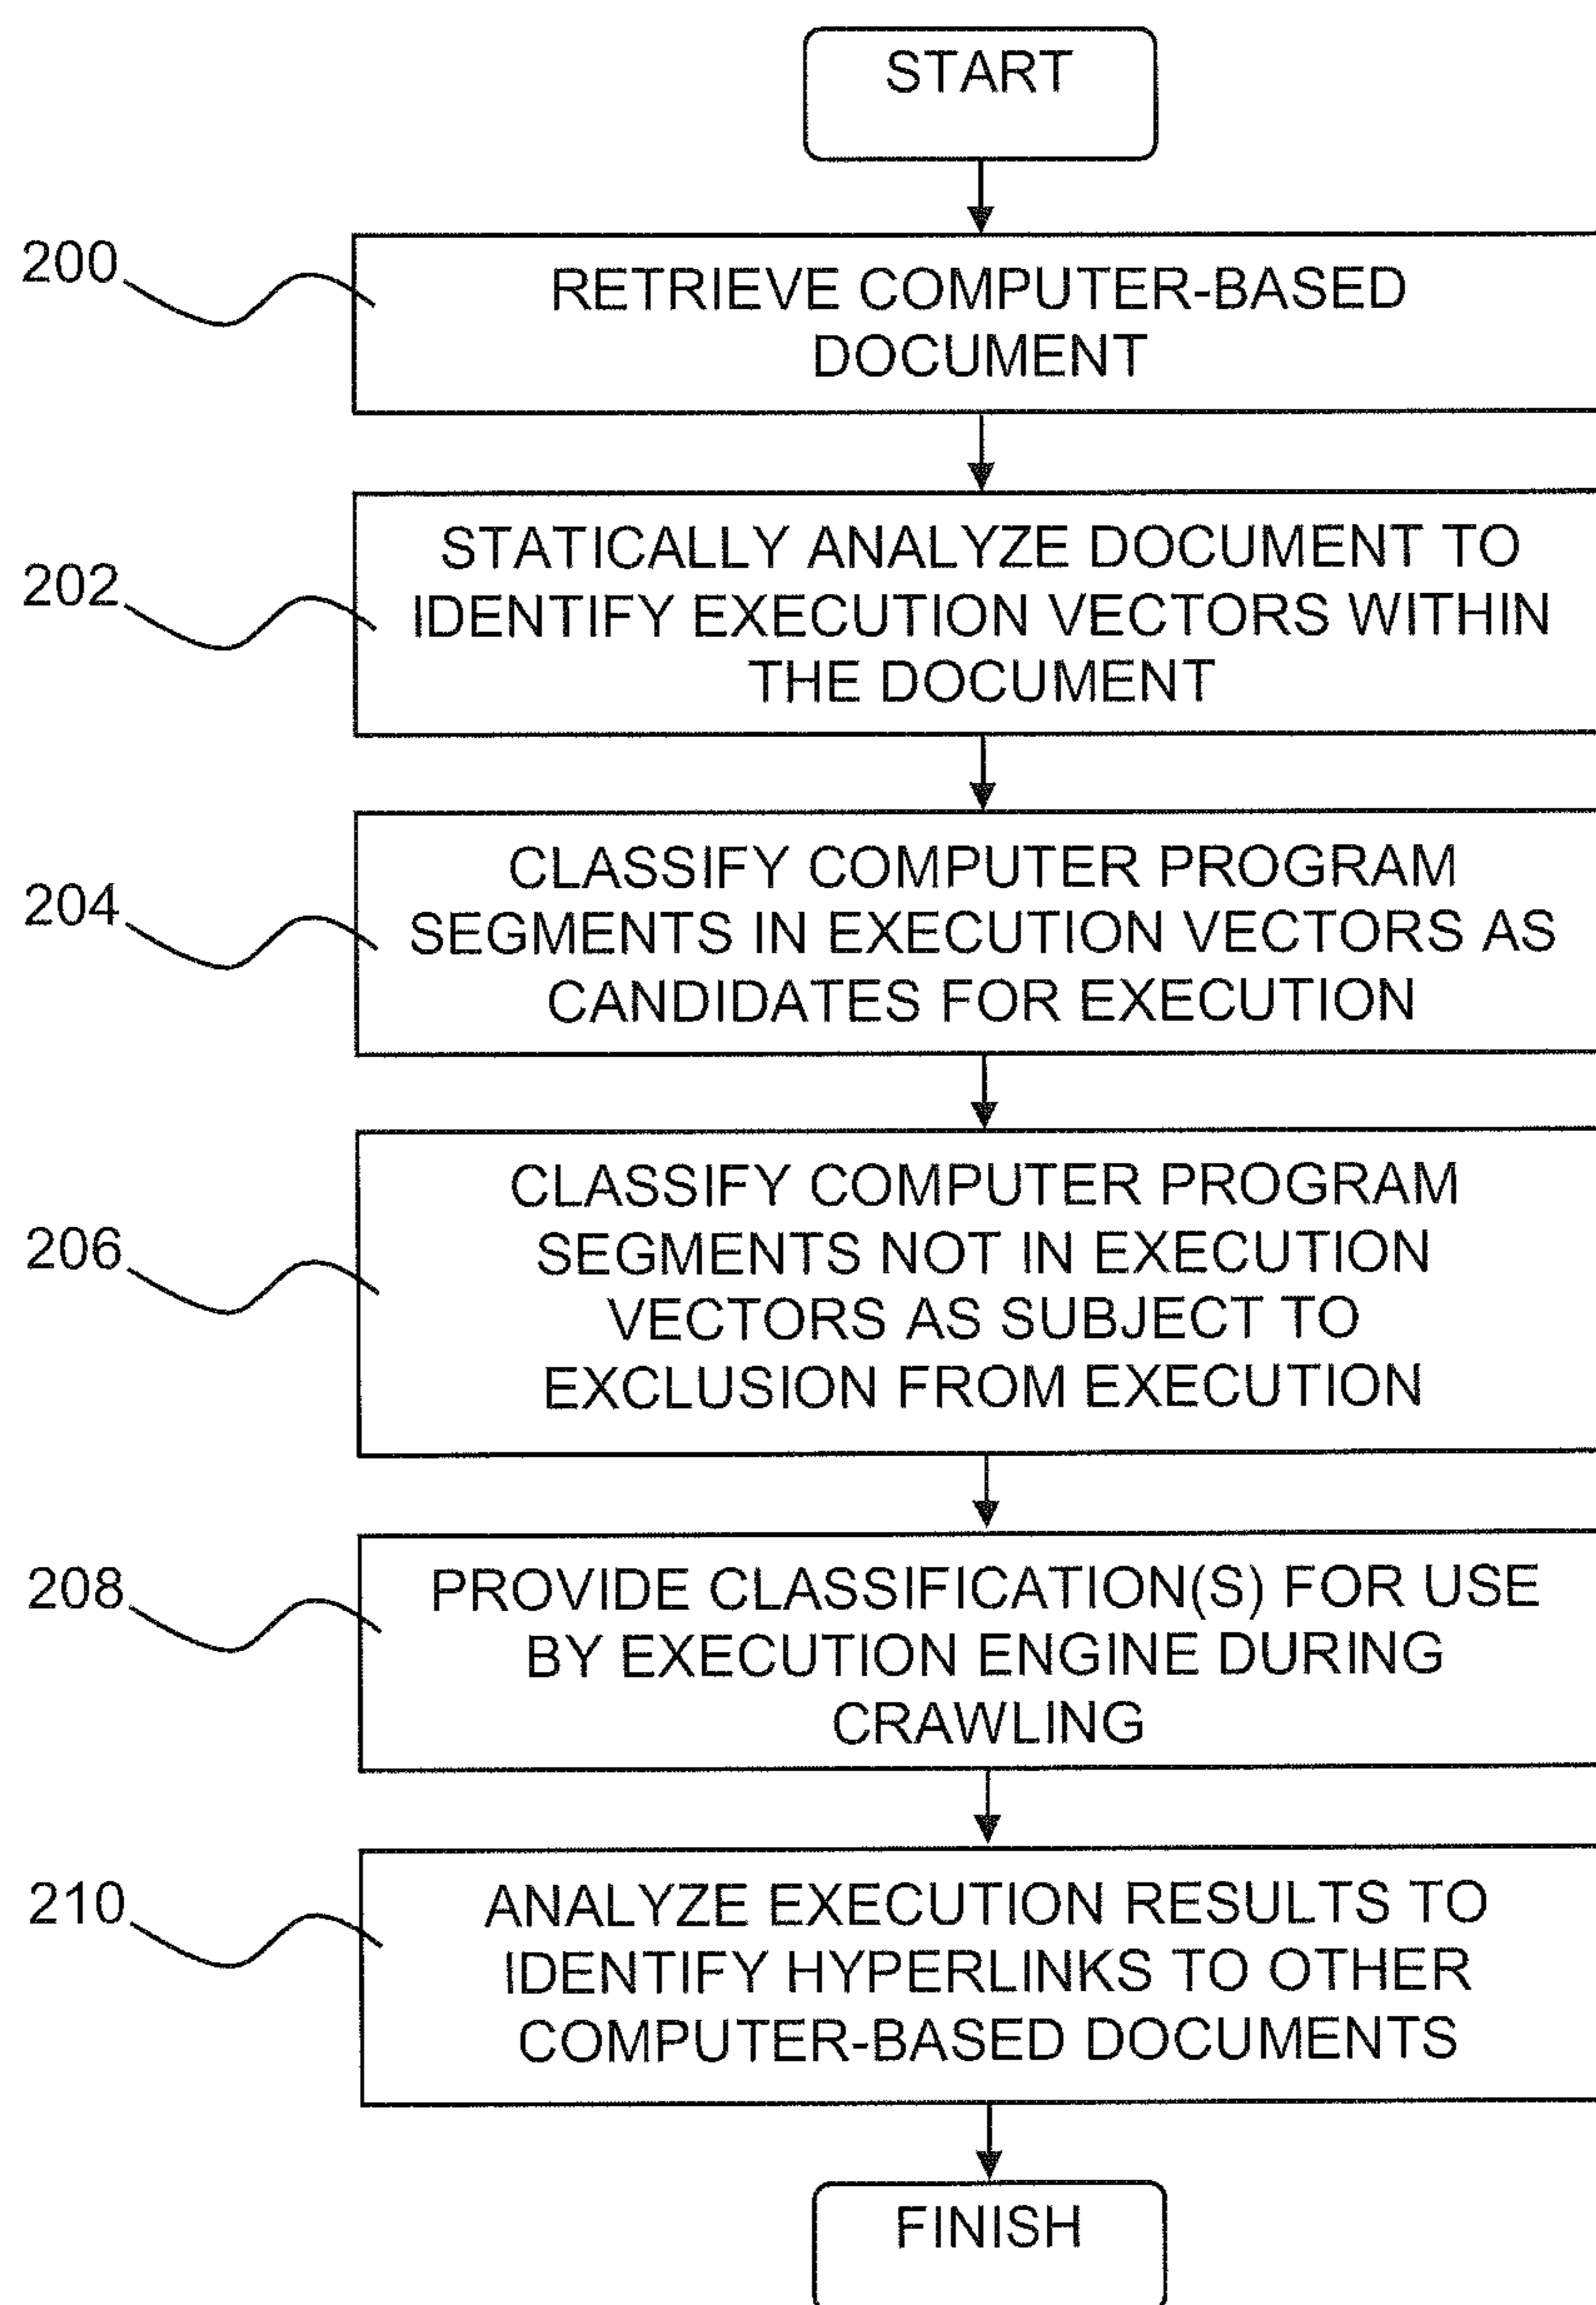 START
200
RETRIEVE COMPUTER-BASED
DOCUMENT
202
STATICALLY ANALYZE DOCUMENT TO
IDENTIFY EXECUTION VECTORS WITHIN
THE DOCUMENT
204
CLASSIFY COMPUTER PROGRAM
SEGMENTS IN EXECUTION VECTORS AS
CANDIDATES FOR EXECUTION
206
CLASSIFY COMPUTER PROGRAM
SEGMENTS NOT IN EXECUTION
VECTORS AS SUBJECT TO
EXCLUSION FROM EXECUTION
208
PROVIDE CLASSIFICATION(S) FOR USE
BY EXECUTION ENGINE DURING
CRAWLING
210
ANALYZE EXECUTION RESULTS TO
IDENTIFY HYPERLINKS TO OTHER
COMPUTER-BASED DOCUMENTS
FINISH